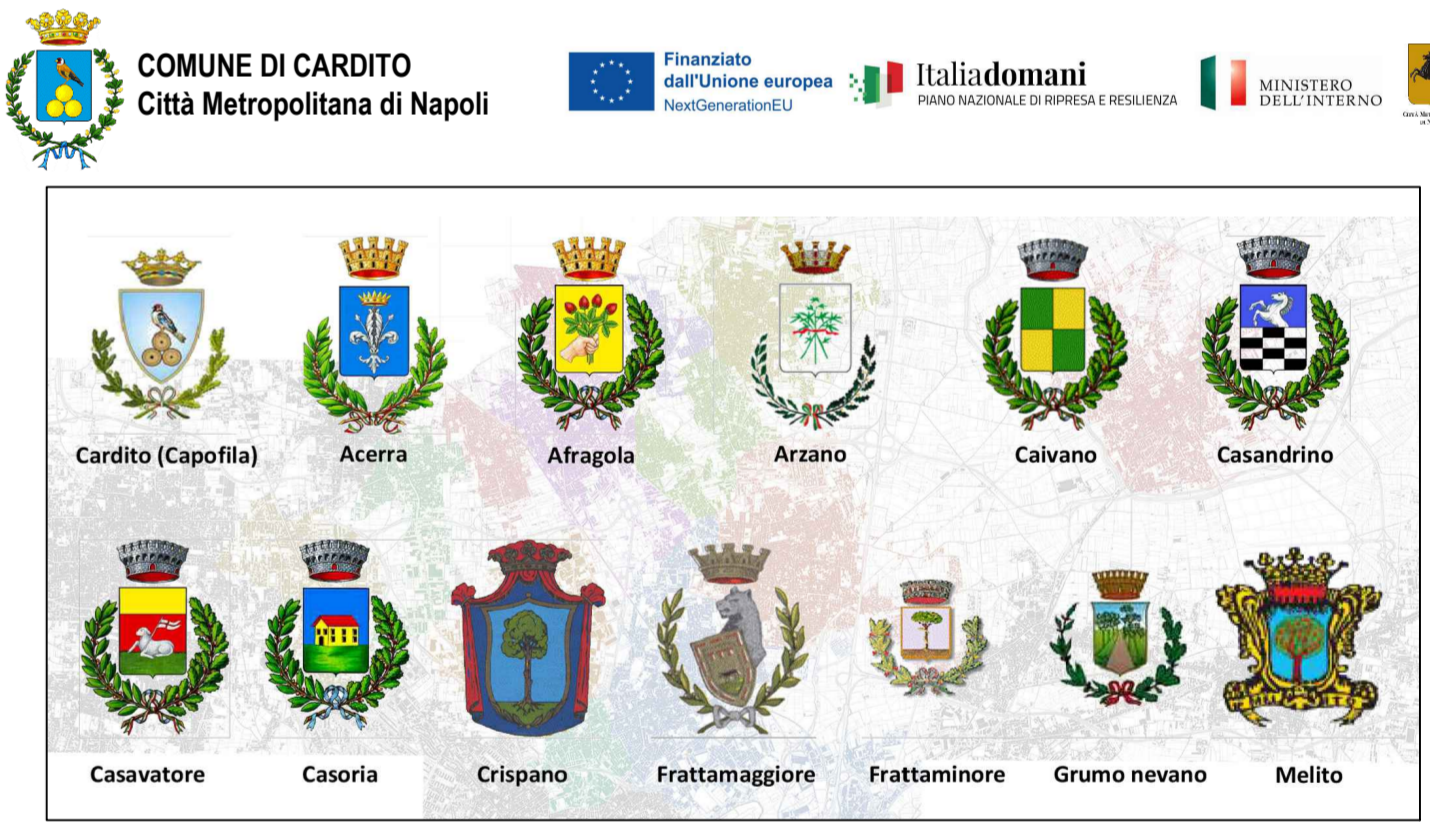 COMUNE DI CARDITO
Città Metropolitana di Napoli
Finanziato
dall'Unione europea
NextGenerationEU
Italiadomani
PIANO NAZIONALE DI RIPRESA E RESILIENZA
MINISTERO
DELL'INTERNO
Cardito (Capofila)
Acerra
Afragola
Arzano
Caivano
Casandrino
Casavatore
Casoria
Crispano
Frattamaggiore
Frattaminore
Grumo nevano
Melito